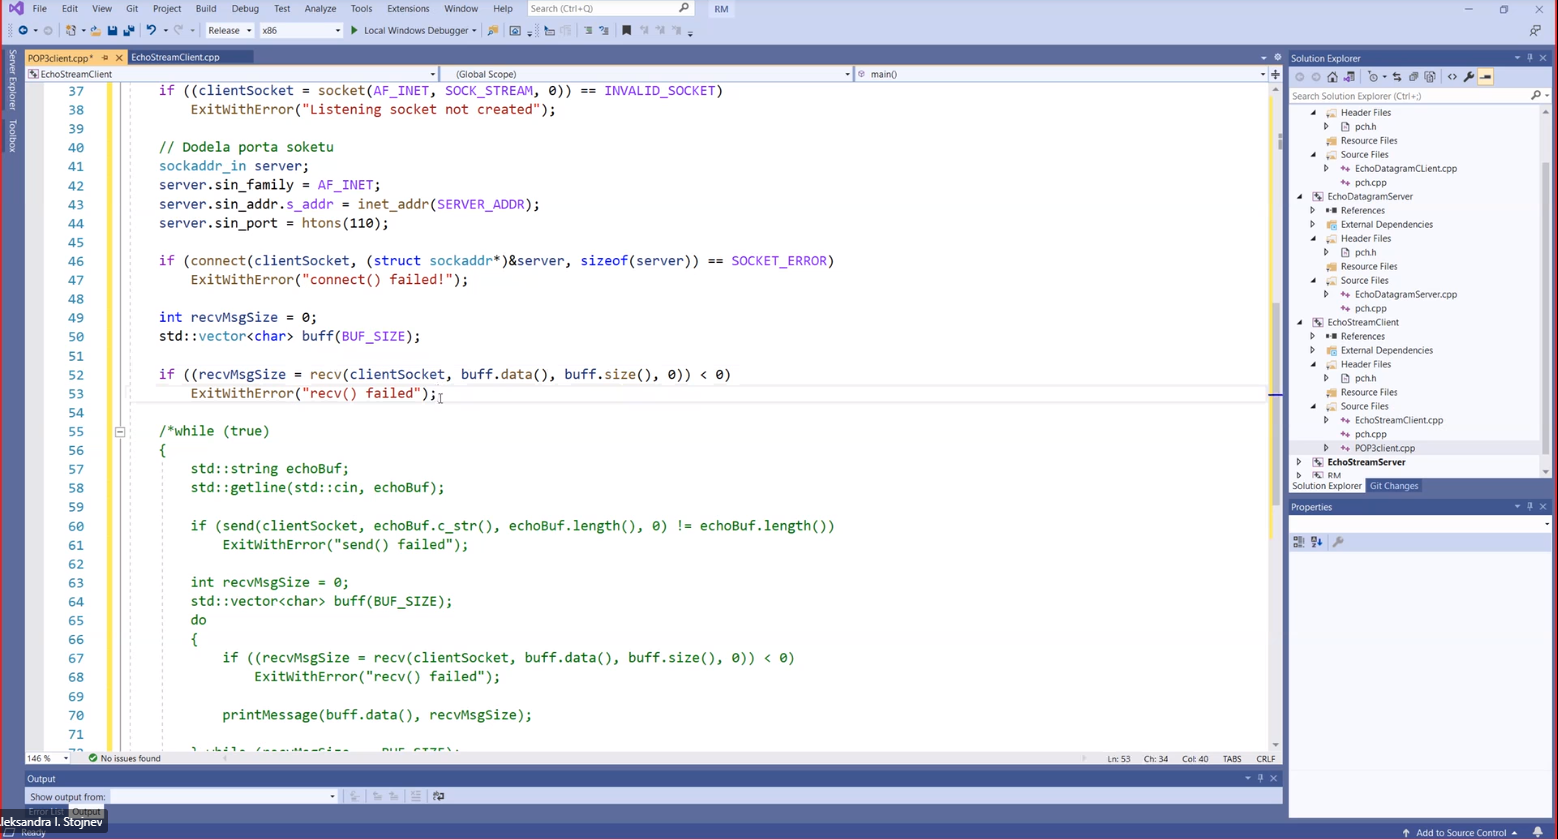 File Edit View Git Project Build Debug Test Analyze Tools Extensions Window Help Search (Ctrl+Q) RM
Release x86 Local Windows Debugger
Server Explorer
Toolbox
POP3client.cpp* EchoStreamClient.cpp
EchoStreamClient (Global Scope) main()
37 if ((clientSocket = socket(AF_INET, SOCK_STREAM, 0)) == INVALID_SOCKET)
38 ExitWithError("Listening socket not created");
39
40 // Dodela porta soketu
41 sockaddr_in server;
42 server.sin_family = AF_INET;
43 server.sin_addr.s_addr = inet_addr(SERVER_ADDR);
44 server.sin_port = htons(110);
45
46 if (connect(clientSocket, (struct sockaddr*)&server, sizeof(server)) == SOCKET_ERROR)
47 ExitWithError("connect() failed!");
48
49 int recvMsgSize = 0;
50 std::vector<char> buff(BUF_SIZE);
51
52 if ((recvMsgSize = recv(clientSocket, buff.data(), buff.size(), 0)) < 0)
53 ExitWithError("recv() failed");
54
55 /*while (true)
56 {
57 std::string echoBuf;
58 std::getline(std::cin, echoBuf);
59
60 if (send(clientSocket, echoBuf.c_str(), echoBuf.length(), 0) != echoBuf.length())
61 ExitWithError("send() failed");
62
63 int recvMsgSize = 0;
64 std::vector<char> buff(BUF_SIZE);
65 do
66 {
67 if ((recvMsgSize = recv(clientSocket, buff.data(), buff.size(), 0)) < 0)
68 ExitWithError("recv() failed");
69
70 printMessage(buff.data(), recvMsgSize);
71
146 % No issues found Ln: 53 Ch: 34 Col: 40 TABS CRLF
Output
Show output from:
Error List Output
leksandra I. Stojnev
Ready
Solution Explorer
Search Solution Explorer (Ctrl+;)
Header Files
pch.h
Resource Files
Source Files
EchoDatagramCLient.cpp
pch.cpp
EchoDatagramServer
References
External Dependencies
Header Files
pch.h
Resource Files
Source Files
EchoDatagramServer.cpp
pch.cpp
EchoStreamClient
References
External Dependencies
Header Files
pch.h
Resource Files
Source Files
EchoStreamClient.cpp
pch.cpp
POP3client.cpp
EchoStreamServer
RM
Solution Explorer Git Changes
Properties
Add to Source Control